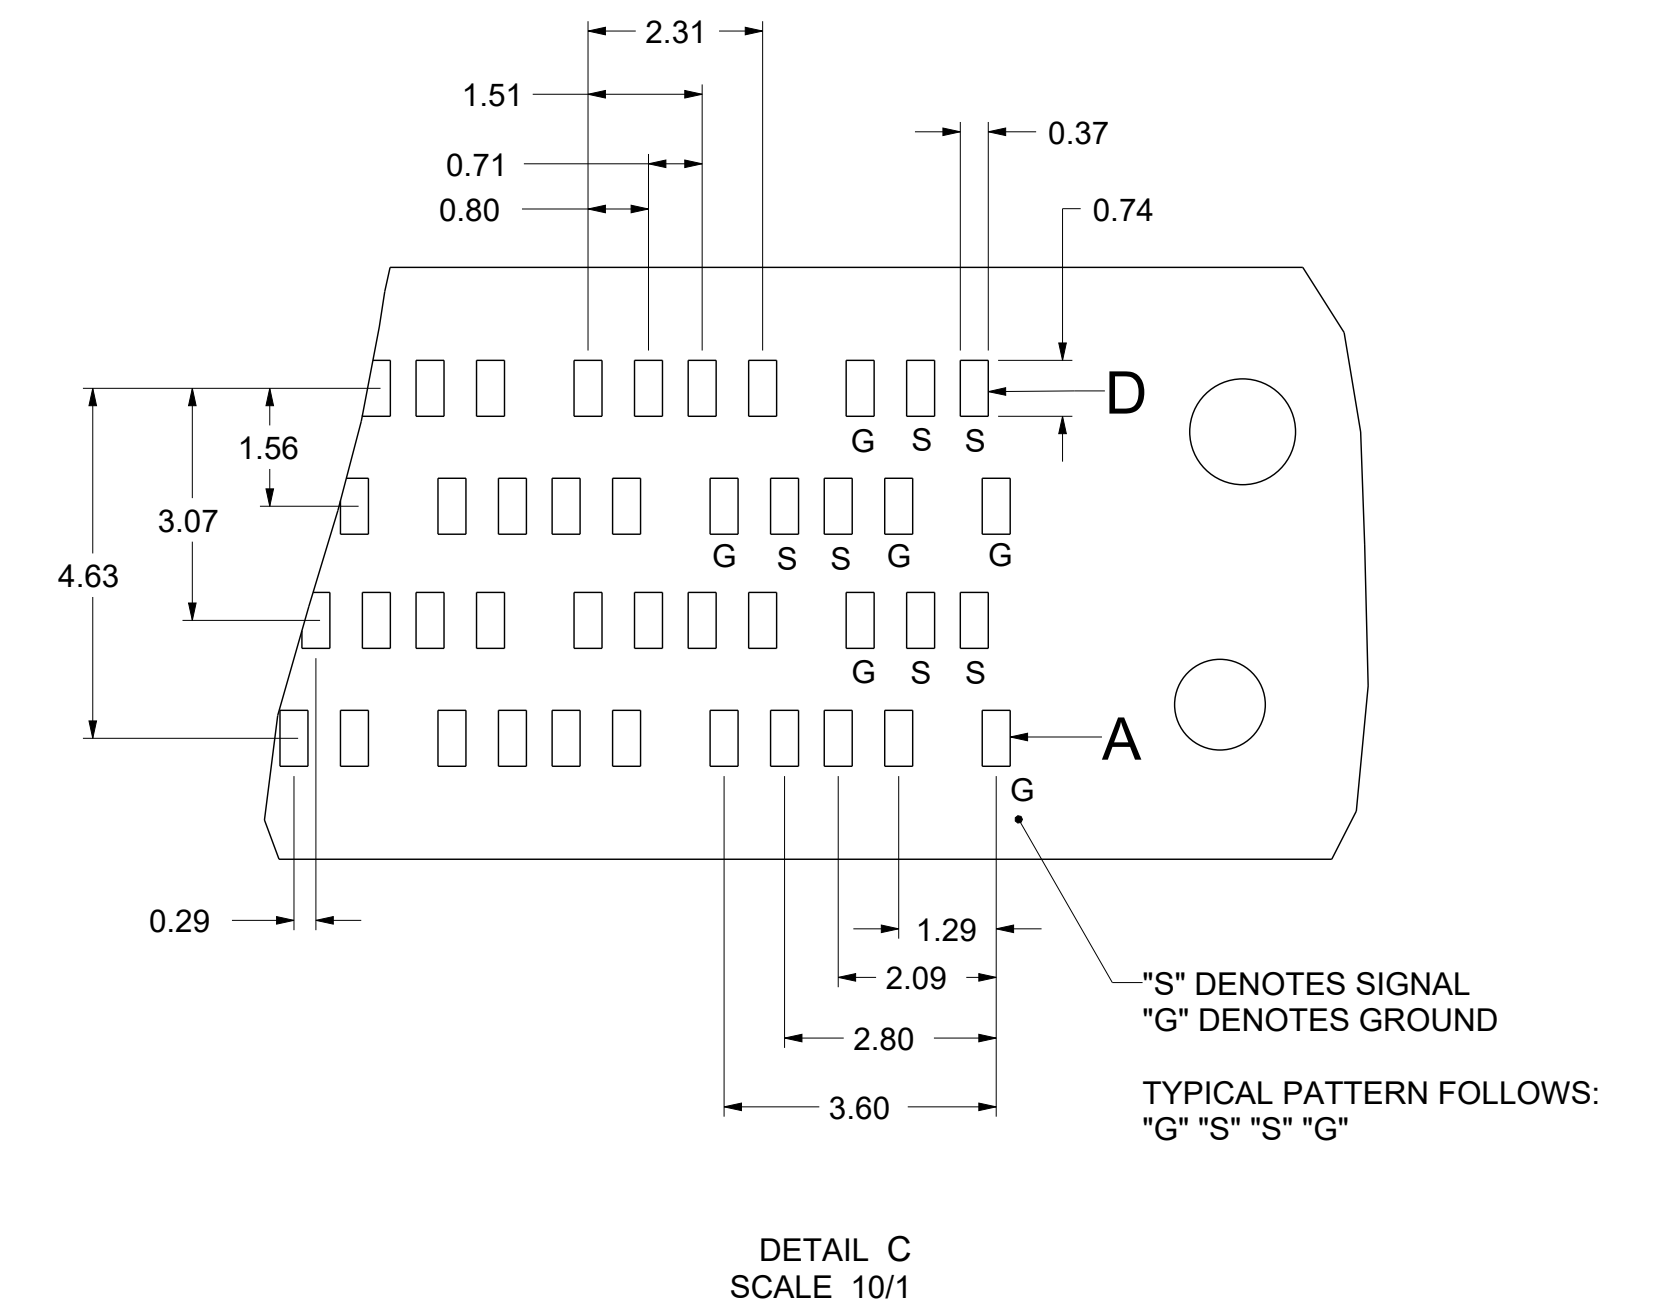 2.31
1.51
0.37
0.71
0.80
0.74
D
G S S
1.56
3.07
G S S G G
4.63
G S S
A
G
0.29
1.29
2.09
"S" DENOTES SIGNAL
"G" DENOTES GROUND
2.80
TYPICAL PATTERN FOLLOWS:
"G" "S" "S" "G"
3.60
DETAIL C
SCALE 10/1